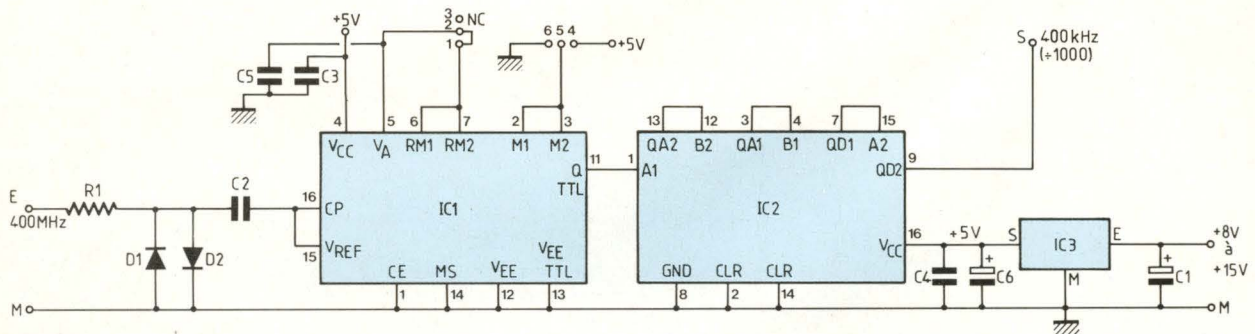 +5V
3
2
1
NC
6 5 4
+5V
S
400kHz
(÷1000)
C5
C3
4
5
6
7
2
3
13
12
3
4
7
15
VCC
VA
RM1
RM2
M1
M2
QA2
B2
QA1
B1
QD1
A2
E
400MHz
R1
C2
16
CP
IC1
Q
TTL
11
1
A1
IC2
QD2
9
D1
D2
15
VREF
VCC
16
+5V
S
IC3
E
+8V
à
+15V
CE
MS
VEE
VEE
TTL
GND
CLR
CLR
C4
+
C6
M
+
C1
M
1
14
12
13
8
2
14
M